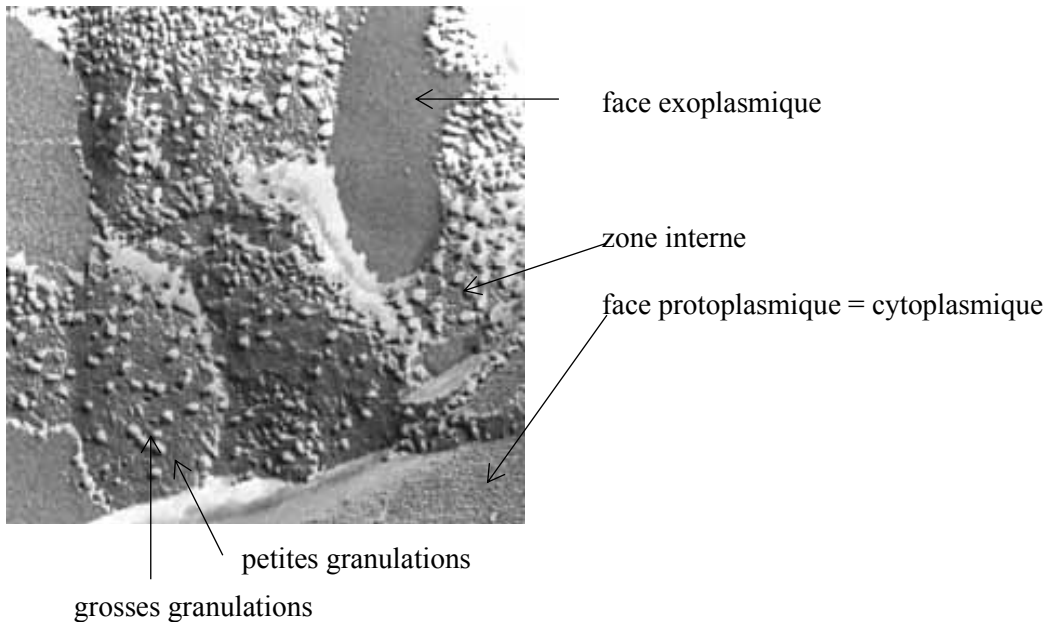 face exoplasmique
zone interne
face protoplasmique = cytoplasmique
petites granulations
grosses granulations